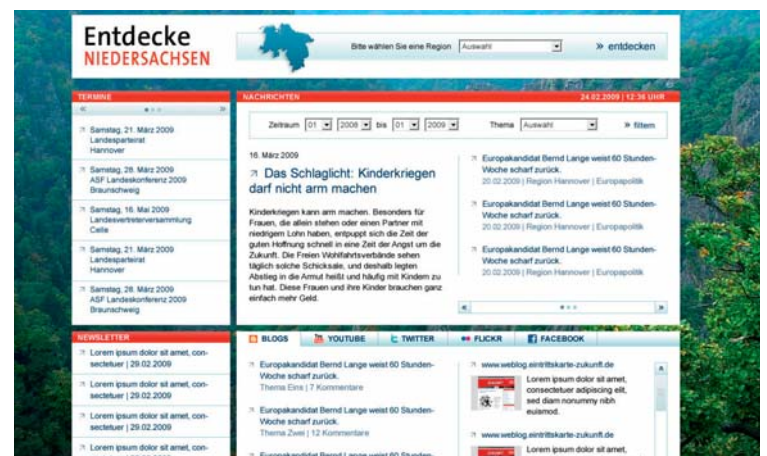 Entdecke
NIEDERSACHSEN
Bitte wählen Sie eine Region
Auswahl
» entdecken
TERMINE
Samstag, 21. März 2009
Landesparteirat
Hannover
Samstag, 28. März 2009
ASF Landeskonferenz 2009
Braunschweig
Samstag, 16. Mai 2009
Landesvertreterversammlung
Celle
Samstag, 21. März 2009
Landesparteirat
Hannover
Samstag, 28. März 2009
ASF Landeskonferenz 2009
Braunschweig
NACHRICHTEN
24.02.2009 | 12:36 UHR
Zeitraum 01 2008 bis 01 2009 Thema Auswahl » filtern
16. März 2009
Das Schlaglicht: Kinderkriegen
darf nicht arm machen
Kinderkriegen kann arm machen. Besonders für
Frauen, die allein stehen oder einen Partner mit
niedrigem Lohn haben, entpuppt sich die Zeit der
guten Hoffnung schnell in eine Zeit der Angst um die
Zukunft. Die Freien Wohlfahrtsverbände sehen
täglich solche Schicksale, und deshalb legten
Abstieg in die Armut heißt und häufig mit Kindern zu
tun hat. Diese Frauen und ihre Kinder brauchen ganz
einfach mehr Geld.
Europakandidat Bernd Lange weist 60 Stunden-
Woche scharf zurück.
20.02.2009 | Region Hannover | Europapolitik
Europakandidat Bernd Lange weist 60 Stunden-
Woche scharf zurück.
20.02.2009 | Region Hannover | Europapolitik
Europakandidat Bernd Lange weist 60 Stunden-
Woche scharf zurück.
20.02.2009 | Region Hannover | Europapolitik
NEWSLETTER
Lorem ipsum dolor sit amet, con-
sectetuer | 29.02.2009
Lorem ipsum dolor sit amet, con-
sectetuer | 29.02.2009
Lorem ipsum dolor sit amet, con-
sectetuer | 29.02.2009
Lorem ipsum dolor sit amet, con-
BLOGS YOUTUBE TWITTER FLICKR FACEBOOK
Europakandidat Bernd Lange weist 60 Stunden-
Woche scharf zurück.
Thema Eins | 7 Kommentare
Europakandidat Bernd Lange weist 60 Stunden-
Woche scharf zurück.
Thema Zwei | 12 Kommentare
Europakandidat Bernd Lange weist 60 Stunden-
www.weblog.eintrittskarte-zukunft.de
Lorem ipsum dolor sit amet,
consectetuer adipiscing elit,
sed diam nonummy nibh
euismod.
www.weblog.eintrittskarte-zukunft.de
Lorem ipsum dolor sit amet,